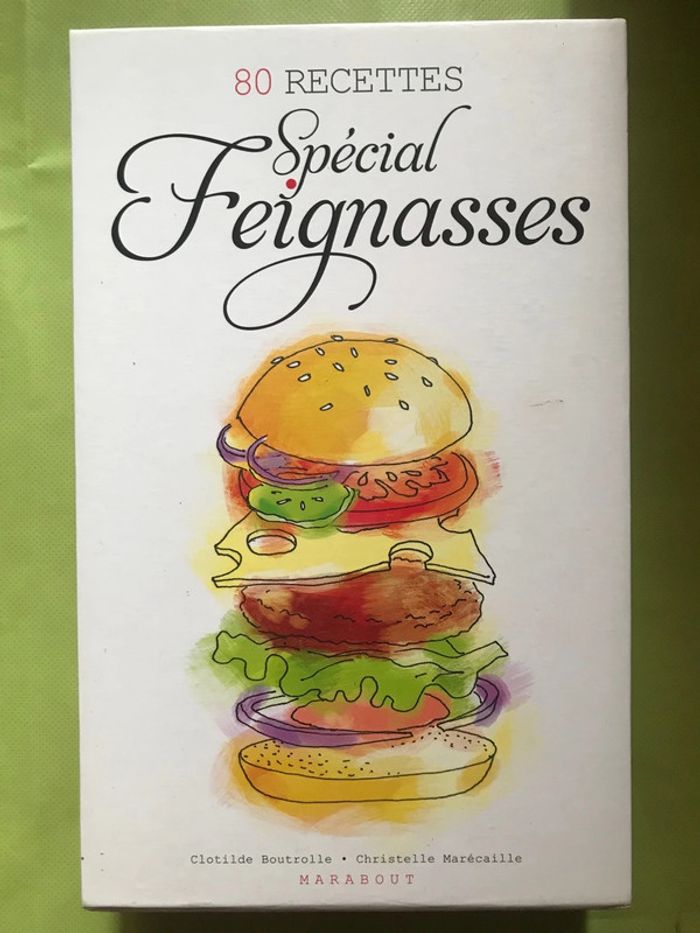 80 RECETTES
Spécial
Feignasses
Clotilde Boutrolle • Christelle Marécaille
MARABOUT